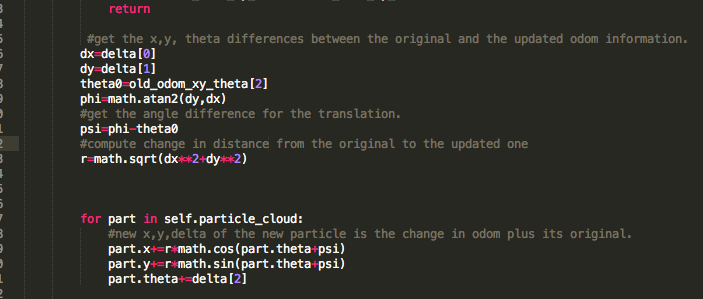 return
#get the x,y, theta differences between the original and the updated odom information.
dx=delta[0]
dy=delta[1]
theta0=old_odom_xy_theta[2]
phi=math.atan2(dy,dx)
#get the angle difference for the translation.
psi=phi-theta0
#compute change in distance from the original to the updated one
r=math.sqrt(dx**2+dy**2)
for part in self.particle_cloud:
#new x,y,delta of the new particle is the change in odom plus its original.
part.x+=r*math.cos(part.theta+psi)
part.y+=r*math.sin(part.theta+psi)
part.theta+=delta[2]